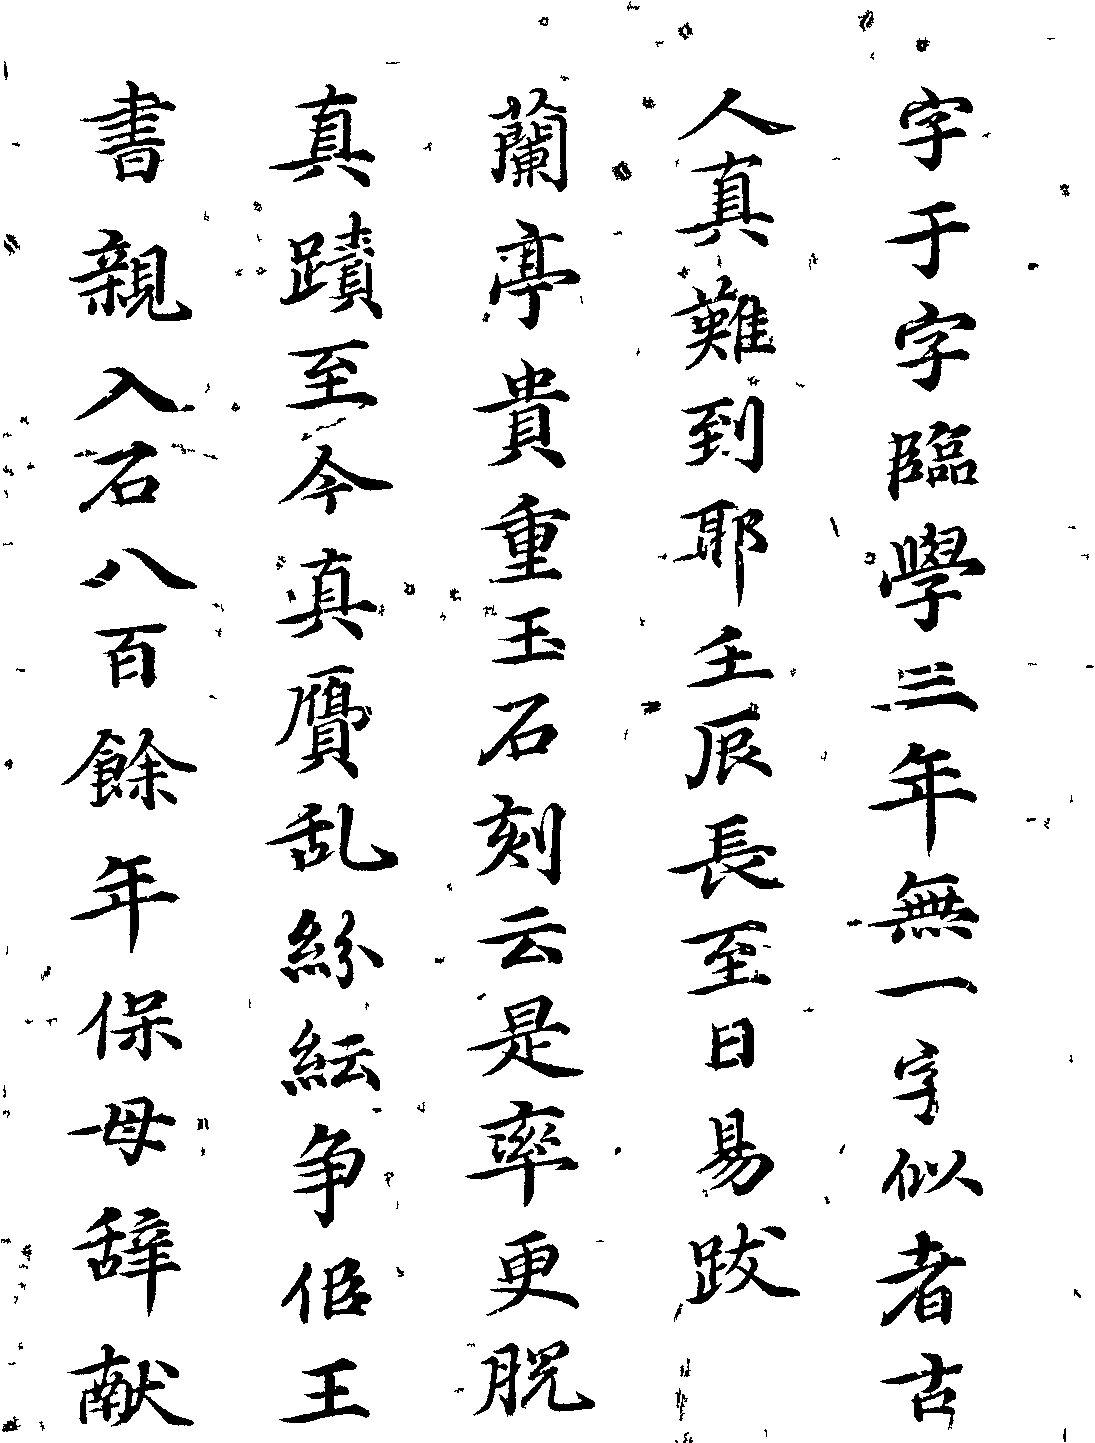 字于字臨學三年無一字似者古
人真難到耶壬辰長至日易跋
蘭亭貴重玉石刻云是率更脫
真蹟至今真贗乱紛紜争佀王
書親入石八百餘年保母辞献